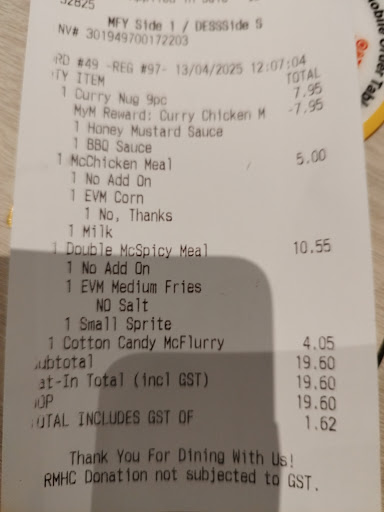 MFY Side 1 / DESSSide S
NV# 301949700172203
RD #49 -REG #97- 13/04/2025 12:07:04
TY ITEM TOTAL
1 Curry Nug 9pc 7.95
MyM Reward: Curry Chicken M -7.95
1 Honey Mustard Sauce
1 BBQ Sauce
1 McChicken Meal 5.00
1 No Add On
1 EVM Corn
1 No, Thanks
1 Milk
1 Double McSpicy Meal 10.55
1 No Add On
1 EVM Medium Fries
NO Salt
1 Small Sprite
1 Cotton Candy McFlurry 4.05
ubtotal 19.60
at-In Total (incl GST) 19.60
OP 19.60
OTAL INCLUDES GST OF 1.62
Thank You For Dining With Us!
RMHC Donation not subjected to GST.